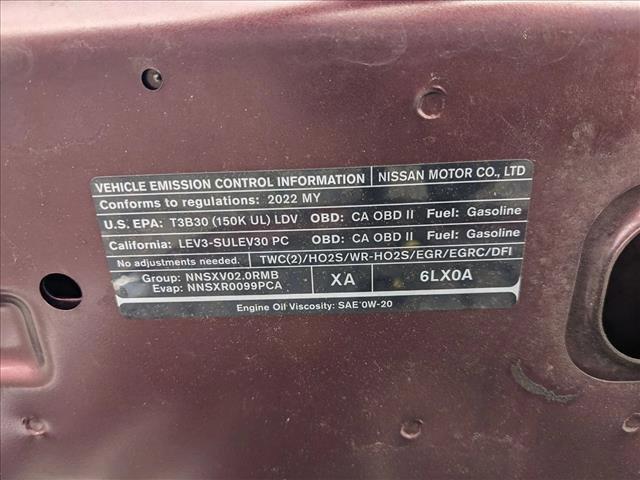 VEHICLE EMISSION CONTROL INFORMATION NISSAN MOTOR CO., LTD
Conforms to regulations: 2022 MY
U.S. EPA: T3B30 (150K UL) LDV OBD: CA OBD II Fuel: Gasoline
California: LEV3-SULEV30 PC OBD: CA OBD II Fuel: Gasoline
No adjustments needed. TWC(2)/HO2S/WR-HO2S/EGR/EGRC/DFI
Group: NNSXV02.0RMB XA 6LX0A
Evap: NNSXR0099PCA
Engine Oil Viscosity: SAE 0W-20